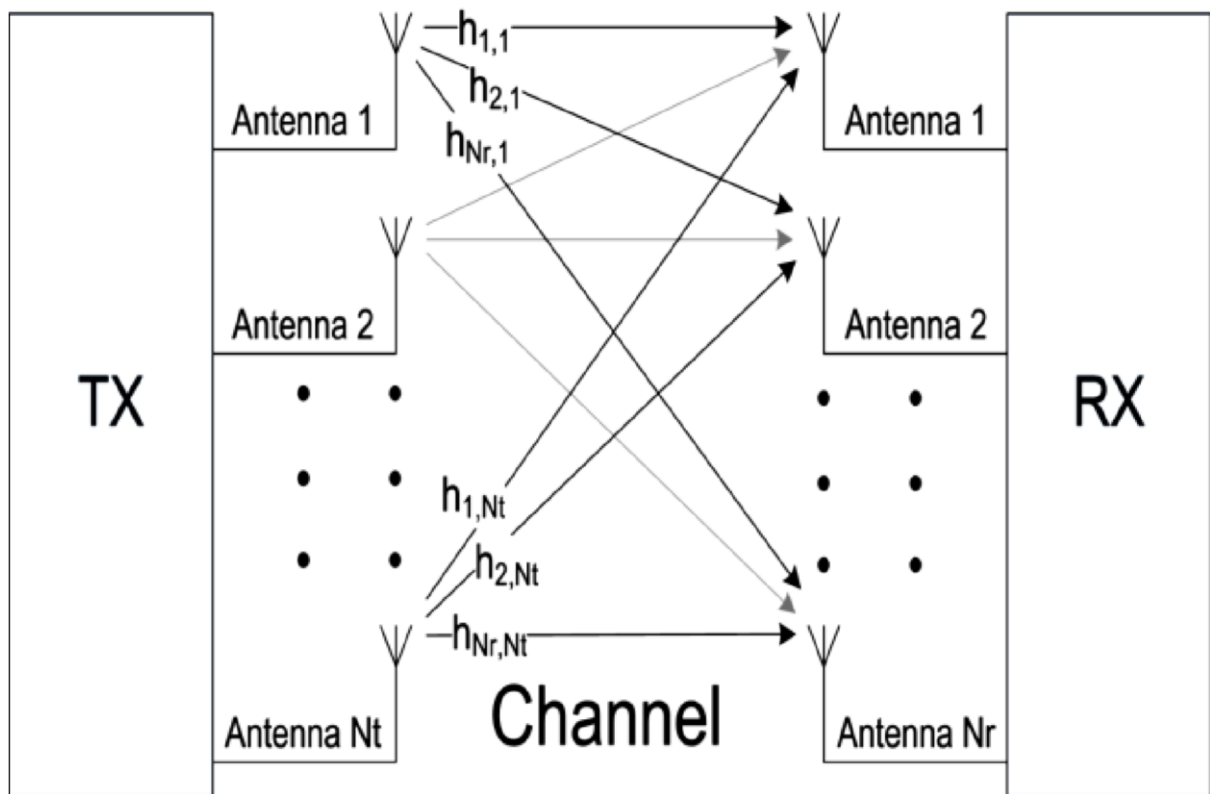 h1,1
h2,1
hNr,1
Antenna 1
Antenna 1
Antenna 2
Antenna 2
TX
RX
h1,Nt
h2,Nt
hNr,Nt
Channel
Antenna Nt
Antenna Nr